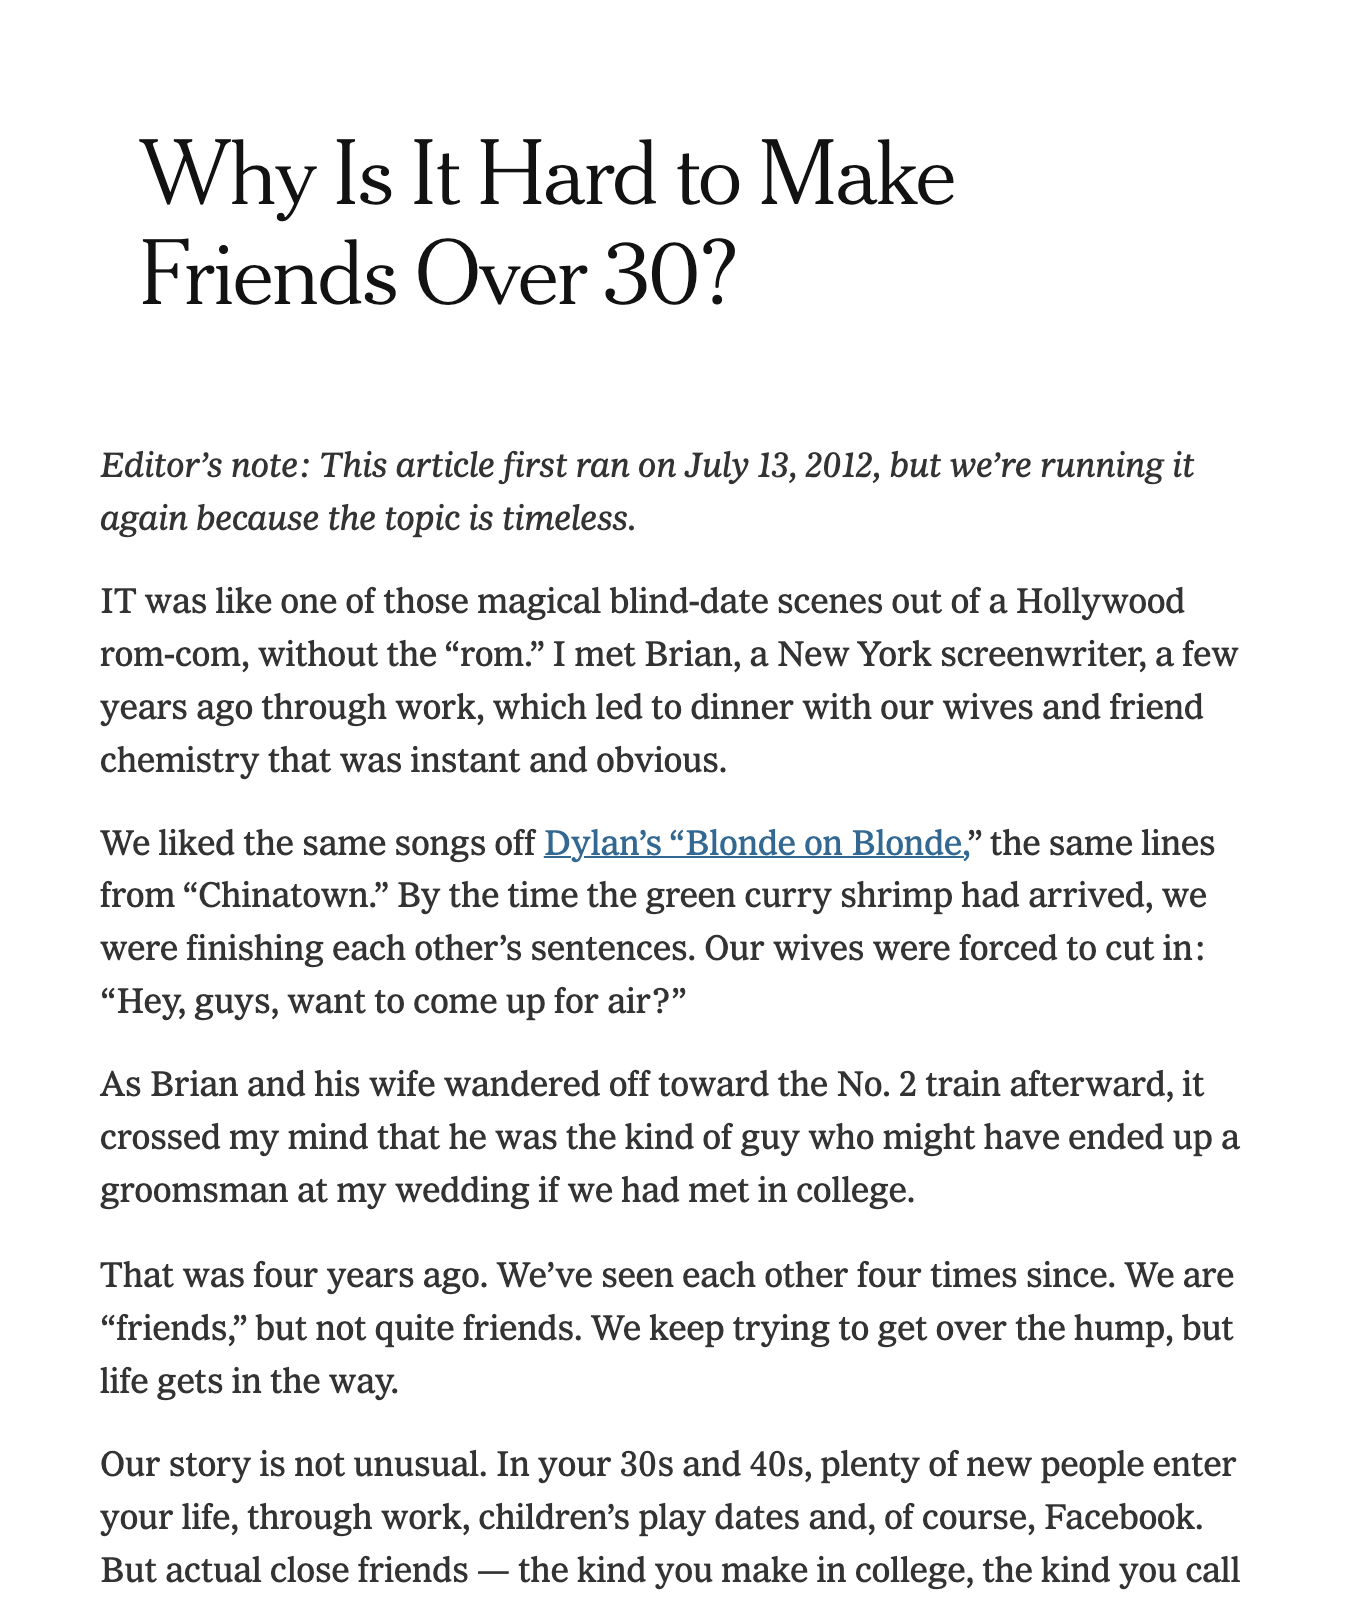 Why Is It Hard to Make
Friends Over 30?
Editor’s note: This article first ran on July 13, 2012, but we’re running it
again because the topic is timeless.
IT was like one of those magical blind-date scenes out of a Hollywood
rom-com, without the “rom.” I met Brian, a New York screenwriter, a few
years ago through work, which led to dinner with our wives and friend
chemistry that was instant and obvious.
We liked the same songs off Dylan’s “Blonde on Blonde,” the same lines
from “Chinatown.” By the time the green curry shrimp had arrived, we
were finishing each other’s sentences. Our wives were forced to cut in:
“Hey, guys, want to come up for air?”
As Brian and his wife wandered off toward the No. 2 train afterward, it
crossed my mind that he was the kind of guy who might have ended up a
groomsman at my wedding if we had met in college.
That was four years ago. We’ve seen each other four times since. We are
“friends,” but not quite friends. We keep trying to get over the hump, but
life gets in the way.
Our story is not unusual. In your 30s and 40s, plenty of new people enter
your life, through work, children’s play dates and, of course, Facebook.
But actual close friends — the kind you make in college, the kind you call